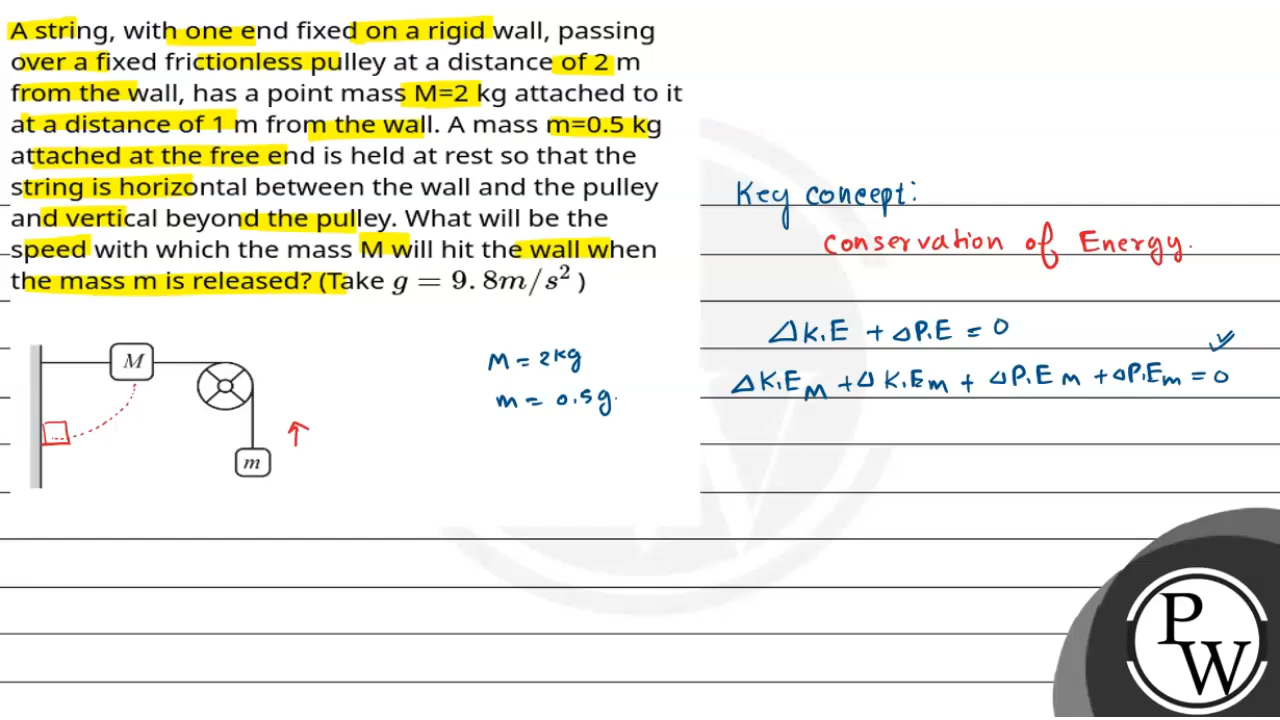 A string, with one end fixed on a rigid wall, passing
over a fixed frictionless pulley at a distance of 2 m
from the wall, has a point mass M=2 kg attached to it
at a distance of 1 m from the wall. A mass m=0.5 kg
attached at the free end is held at rest so that the
string is horizontal between the wall and the pulley
and vertical beyond the pulley. What will be the
speed with which the mass M will hit the wall when
the mass m is released? (Take g = 9.8m/s² )
M
m
M = 2kg
m = 0.5g.
Key concept:
Conservation of Energy.
ΔK.E + ΔP.E = 0
ΔK.E_M + Δ K.E_m + ΔP.E_M + ΔP.E_m = 0
PW